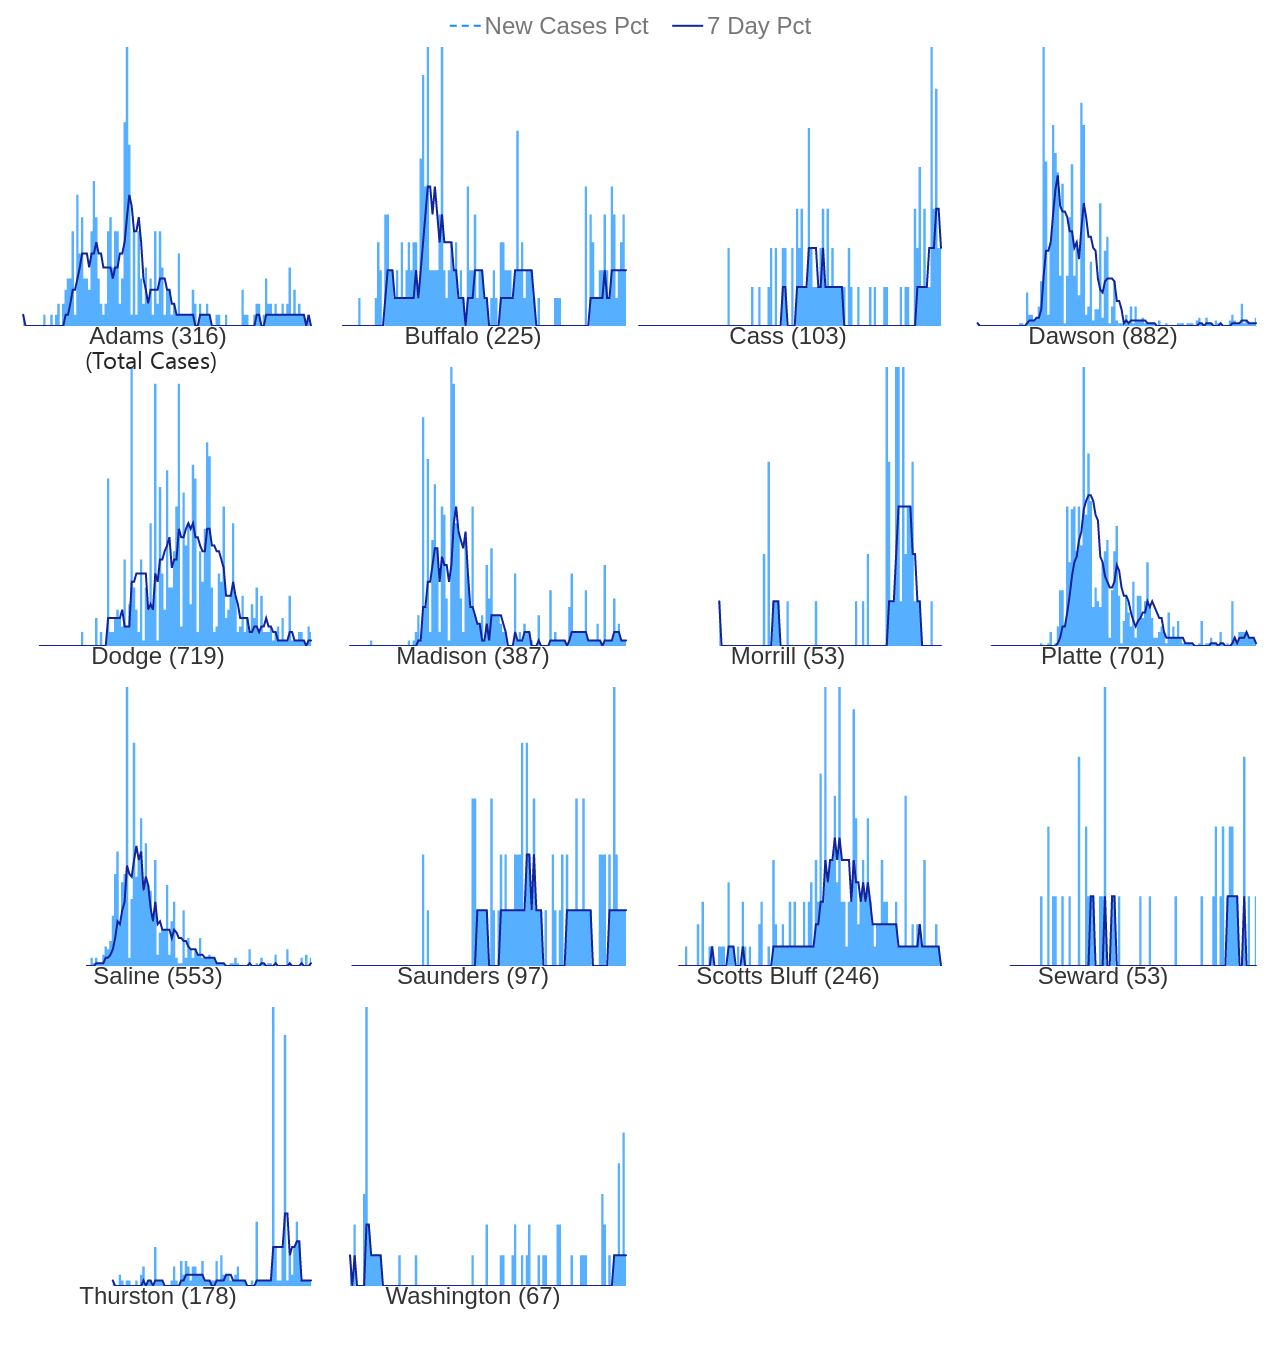 New Cases Pct 7 Day Pct
Adams (316) Buffalo (225) Cass (103) Dawson (882)
(Total Cases)
Dodge (719) Madison (387) Morrill (53) Platte (701)
Saline (553) Saunders (97) Scotts Bluff (246) Seward (53)
Thurston (178) Washington (67)